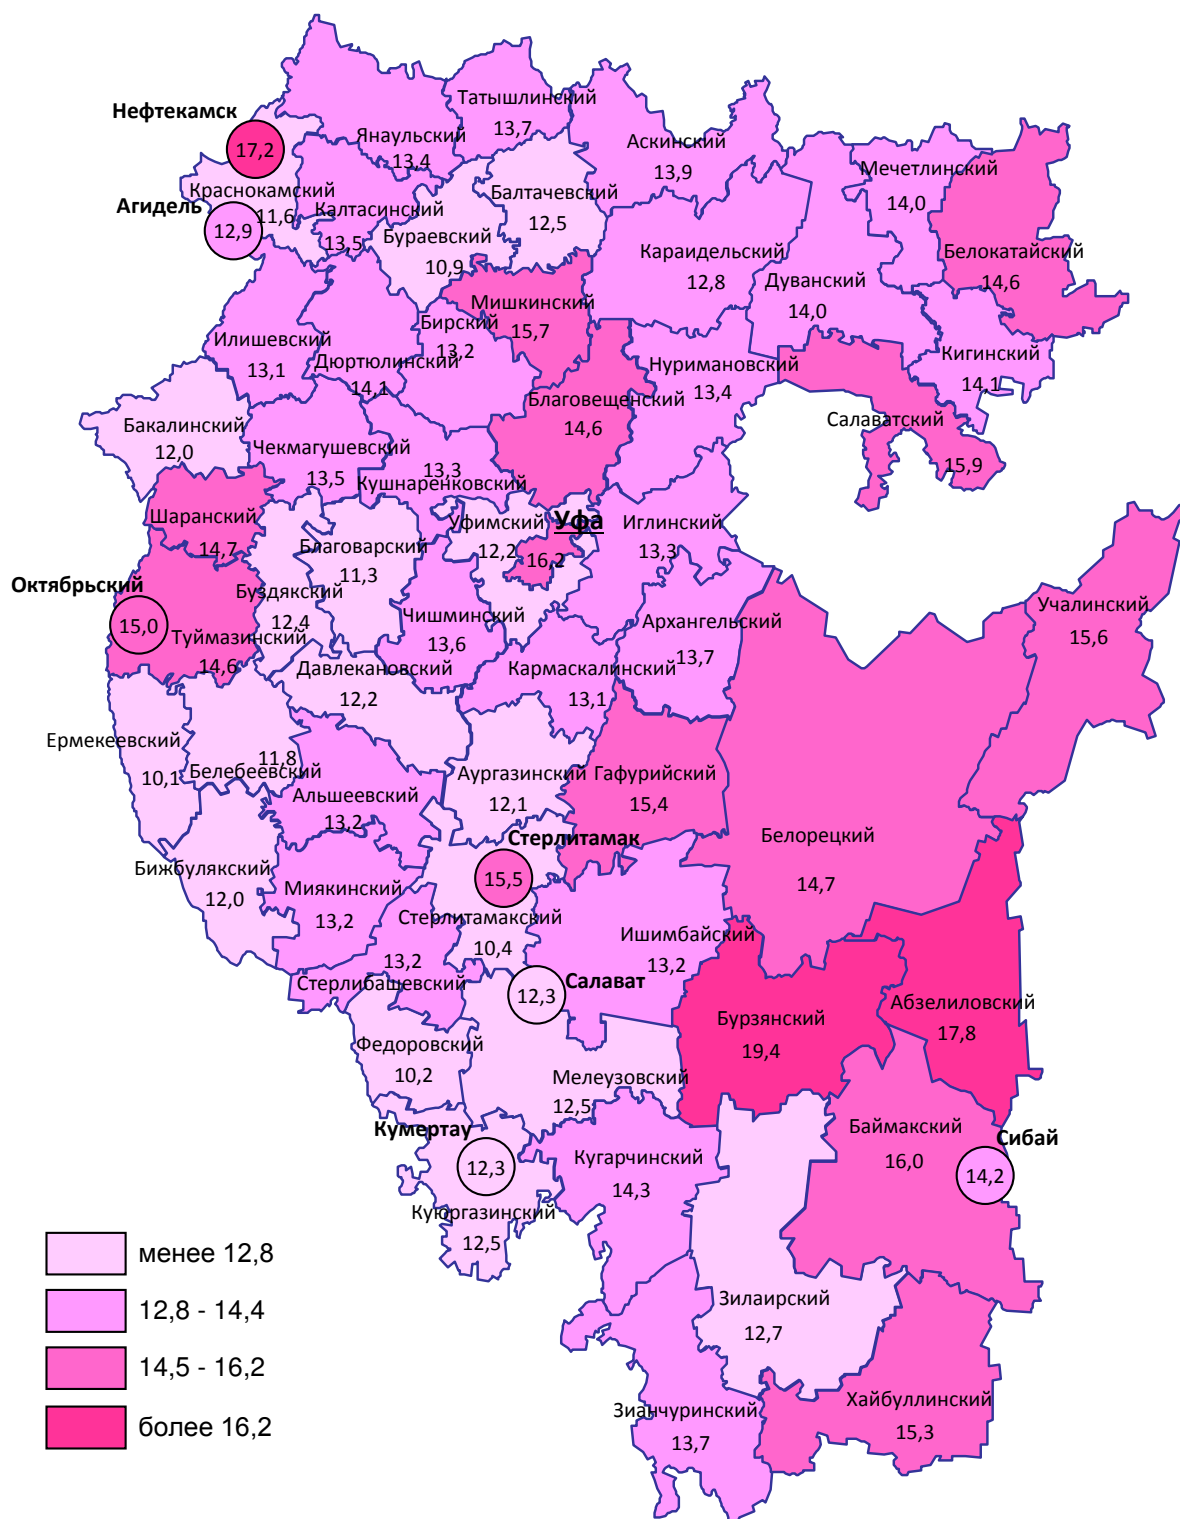 Татышлинский
13,7
Нефтекамск
17,2
Янаульский
13,4
Аскинский
13,9
Мечетлинский
14,0
Краснокамский
11,6
Агидель
12,9
Калтасинский
13,5
Балтачевский
12,5
Бураевский
10,9
Караидельский
12,8
Белокатайский
14,6
Дуванский
14,0
Мишкинский
15,7
Бирский
13,2
Илишевский
13,1
Дюртюлинский
14,1
Нуримановский
13,4
Кигинский
14,1
Благовещенский
14,6
Салаватский
15,9
Бакалинский
12,0
Чекмагушевский
13,5
13,3
Кушнаренковский
Шаранский
14,7
Уфимский
12,2
Уфа
16,2
Иглинский
13,3
Благоварский
11,3
Октябрьский
15,0
Буздякский
12,4
Туймазинский
14,6
Чишминский
13,6
Архангельский
13,7
Учалинский
15,6
Давлекановский
12,2
Кармаскалинский
13,1
Ермекеевский
10,1
11,8
Белебеевский
Альшеевский
13,2
Аургазинский
12,1
Гафурийский
15,4
Стерлитамак
15,5
Белорецкий
14,7
Бижбулякский
12,0
Миякинский
13,2
Стерлитамакский
10,4
Ишимбайский
13,2
13,2
Стерлибашевский
Салават
12,3
Бурзянский
19,4
Абзелиловский
17,8
Федоровский
10,2
Мелеузовский
12,5
Кумертау
12,3
Кугарчинский
14,3
Баймакский
16,0
Сибай
14,2
Куюргазинский
12,5
Зилаирский
12,7
Хайбуллинский
15,3
Зианчуринский
13,7
менее 12,8
12,8 - 14,4
14,5 - 16,2
более 16,2